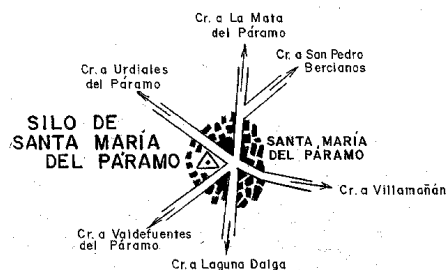 Cr. a La Mata
del Páramo
Cr. a San Pedro
Bercianos
Cr. a Urdiales
del Páramo
SILO DE
SANTA MARÍA
DEL PÁRAMO
SANTA MARÍA
DEL PÁRAMO
Cr. a Villamañán
Cr. a Valdefuentes
del Páramo
Cr. a Laguna Dalga